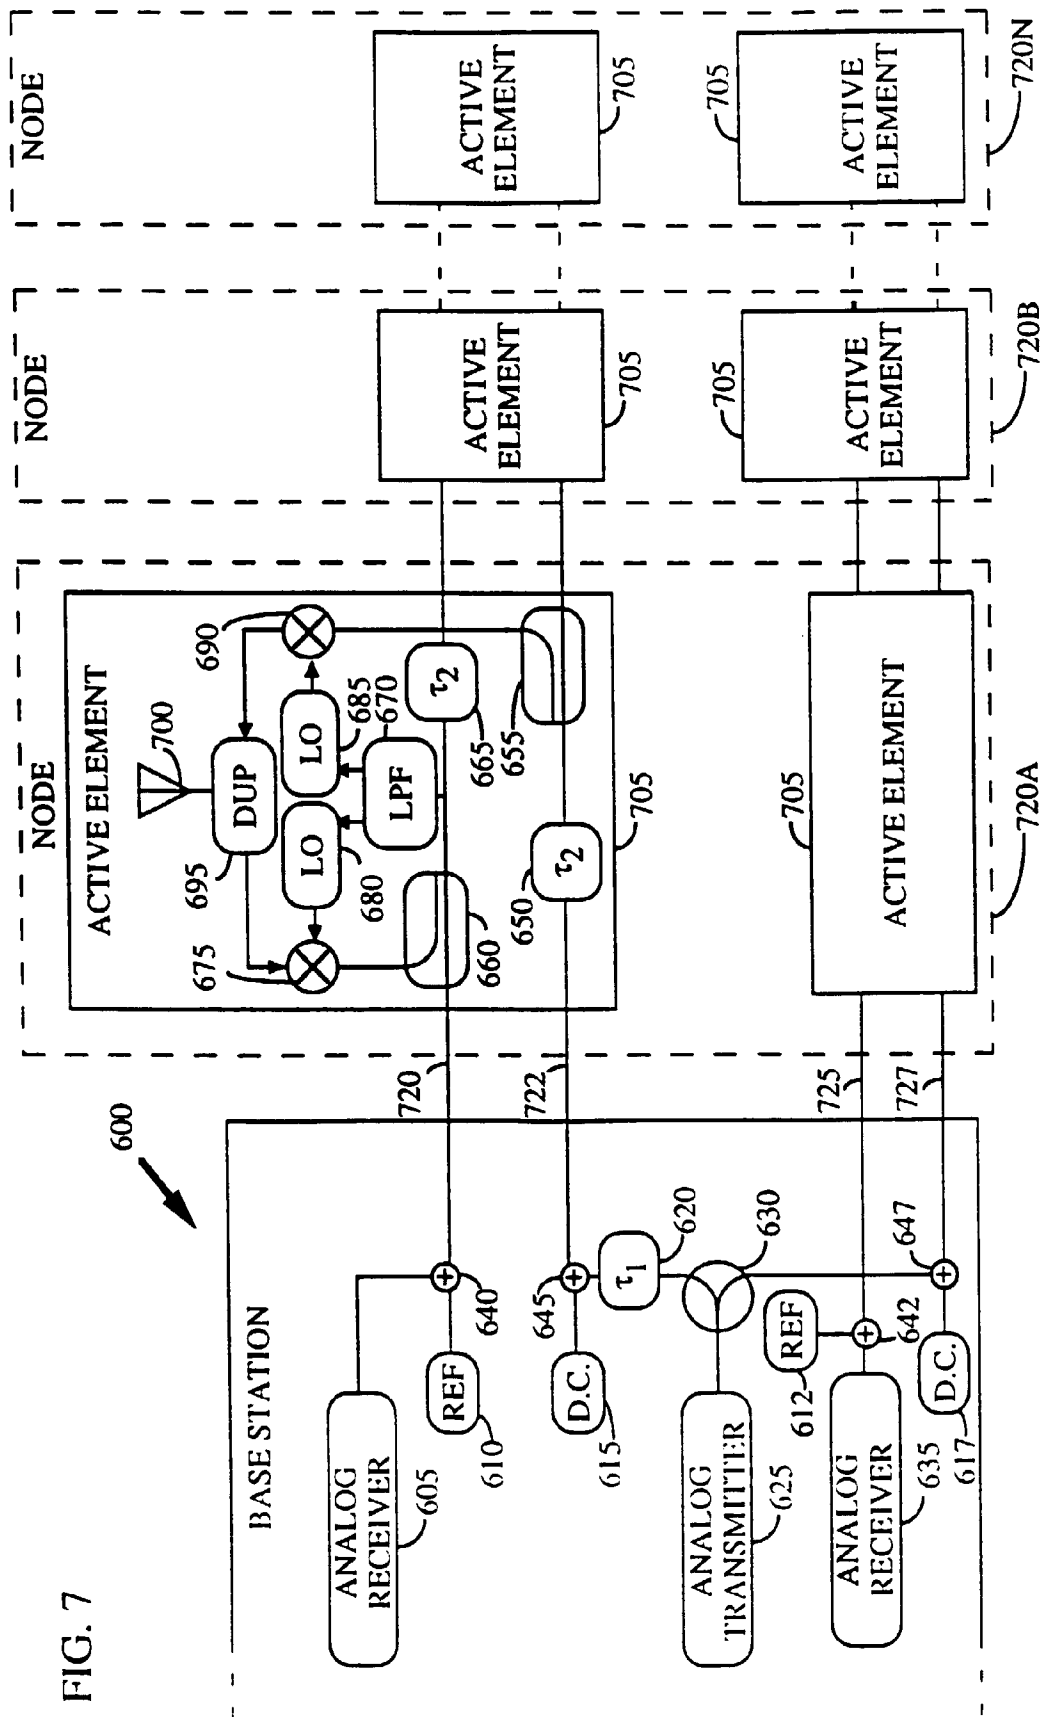 FIG. 7
600
BASE STATION
ANALOG
RECEIVER
605
REF
610
640
D.C.
615
645
τ1
620
630
ANALOG
TRANSMITTER
625
REF
612
642
ANALOG
RECEIVER
635
D.C.
617
647
720
722
725
727
NODE
ACTIVE ELEMENT
700
DUP
695
675
690
LO
680
LO
685
LPF
670
660
τ2
665
655
τ2
650
705
705
ACTIVE ELEMENT
720A
NODE
ACTIVE
ELEMENT
705
705
ACTIVE
ELEMENT
720B
NODE
ACTIVE
ELEMENT
705
705
ACTIVE
ELEMENT
720N